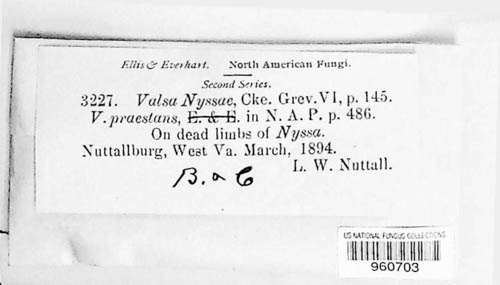 Ellis & Everhart. North American Fungi.
Second Series.
3227. Valsa Nyssae, Cke. Grev. VI, p. 145.
V. praestans, E. & E. in N. A. P. p. 486.
On dead limbs of Nyssa.
Nuttallburg, West Va. March, 1894.
L. W. Nuttall.
B. & C
US NATIONAL FUNGUS COLLECTIONS
960703